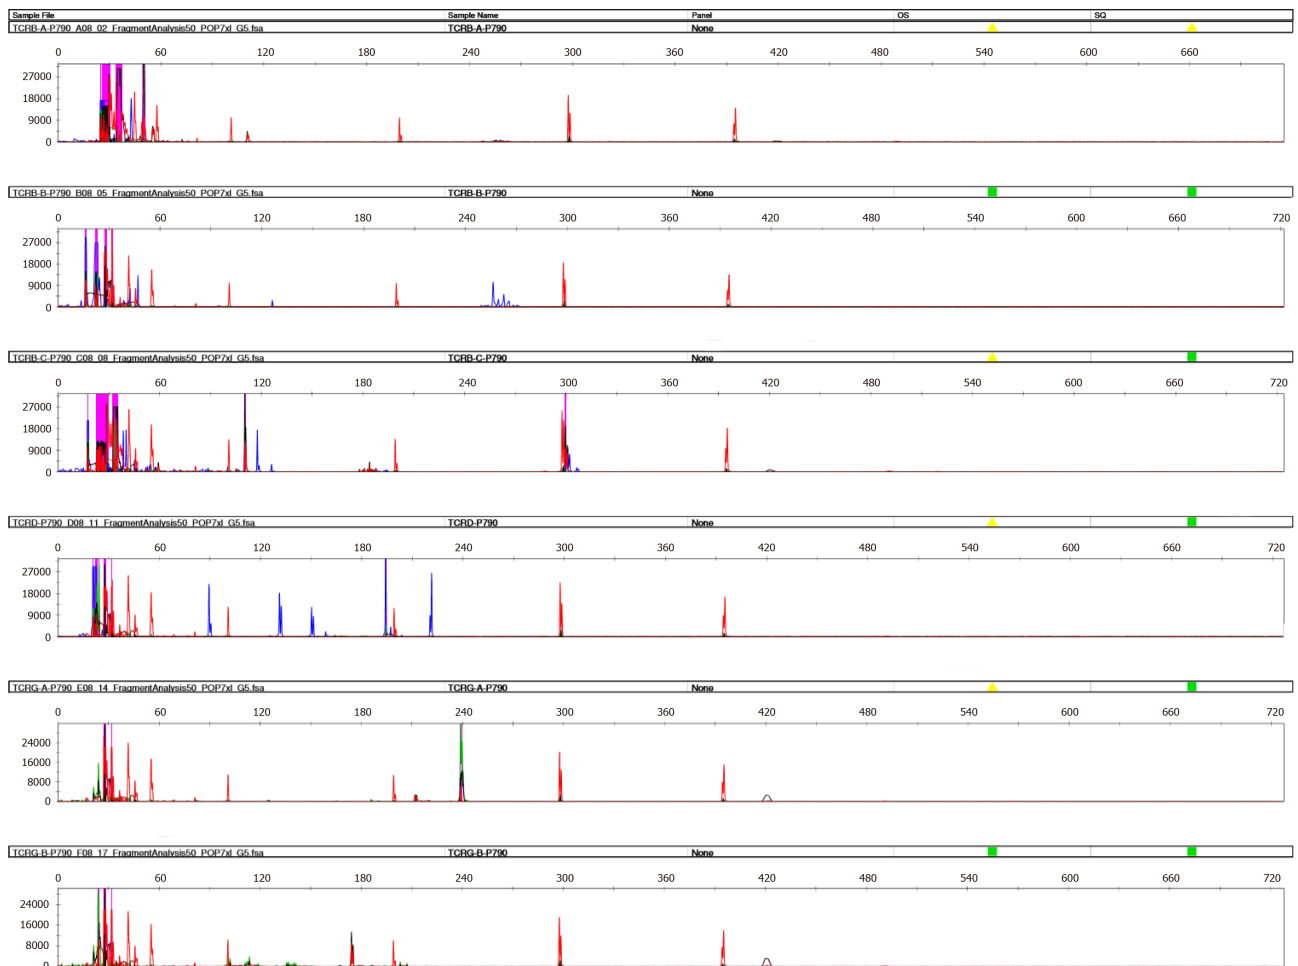 Sample File Sample Name Panel OS SQ
TCRB-A-P790_A08_02_FragmentAnalysis50_POP7xl_G5.fsa TCRB-A-P790 None
0 60 120 180 240 300 360 420 480 540 600 660
27000
18000
9000
0
TCRB-B-P790_B08_05_FragmentAnalysis50_POP7xl_G5.fsa TCRB-B-P790 None
0 60 120 180 240 300 360 420 480 540 600 660 720
27000
18000
9000
0
TCRB-C-P790_C08_08_FragmentAnalysis50_POP7xl_G5.fsa TCRB-C-P790 None
0 60 120 180 240 300 360 420 480 540 600 660 720
27000
18000
9000
0
TCRD-P790_D08_11_FragmentAnalysis50_POP7xl_G5.fsa TCRD-P790 None
0 60 120 180 240 300 360 420 480 540 600 660 720
27000
18000
9000
0
TCRG-A-P790_E08_14_FragmentAnalysis50_POP7xl_G5.fsa TCRG-A-P790 None
0 60 120 180 240 300 360 420 480 540 600 660 720
24000
16000
8000
0
TCRG-B-P790_F08_17_FragmentAnalysis50_POP7xl_G5.fsa TCRG-B-P790 None
0 60 120 180 240 300 360 420 480 540 600 660 720
24000
16000
8000
0